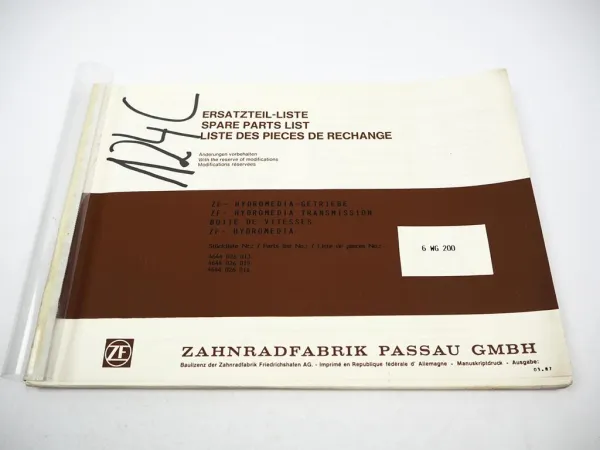 124C
ERSATZTEIL-LISTE
SPARE PARTS LIST
LISTE DES PIECES DE RECHANGE
Änderungen vorbehalten
With the reserve of modifications
Modifications réservées
ZF- HYDROMEDIA-GETRIEBE
ZF- HYDROMEDIA TRANSMISSION
BOITE DE VITESSES
ZF- HYDROMEDIA
6 WG 200
ZF
ZAHNRADFABRIK PASSAU GMBH
Baulizenz der Zahnradfabrik Friedrichshafen AG. - Imprimé en Republique fédérale d' Allemagne - Manuskriptdruck - Ausgabe: